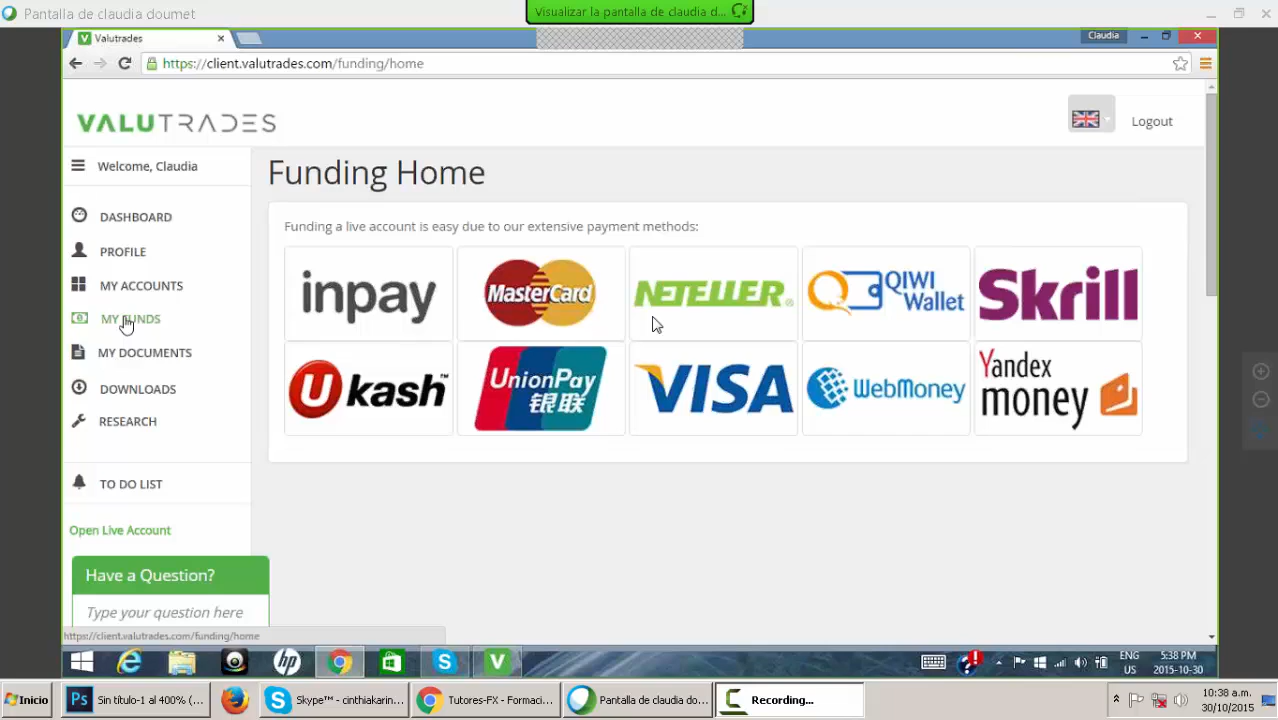 Pantalla de claudia doumet
Visualizar la pantalla de claudia d...
Valutrades
Claudia
https://client.valutrades.com/funding/home
VALUTRADES
Logout
Welcome, Claudia
Funding Home
DASHBOARD
PROFILE
MY ACCOUNTS
MY FUNDS
MY DOCUMENTS
DOWNLOADS
RESEARCH
TO DO LIST
Open Live Account
Have a Question?
Type your question here
Funding a live account is easy due to our extensive payment methods:
inpay
MasterCard
NETELLER
QIWI Wallet
Skrill
Ukash™
UnionPay
银联
VISA
WebMoney
Yandex money
https://client.valutrades.com/funding/home
hp
ENG
US
5:38 PM
2015-10-30
Inicio
Ps
Sin título-1 al 400% (...
Skype™ - cinthiakarin...
Tutores-FX - Formaci...
Pantalla de claudia do...
Recording...
10:38 a.m.
30/10/2015